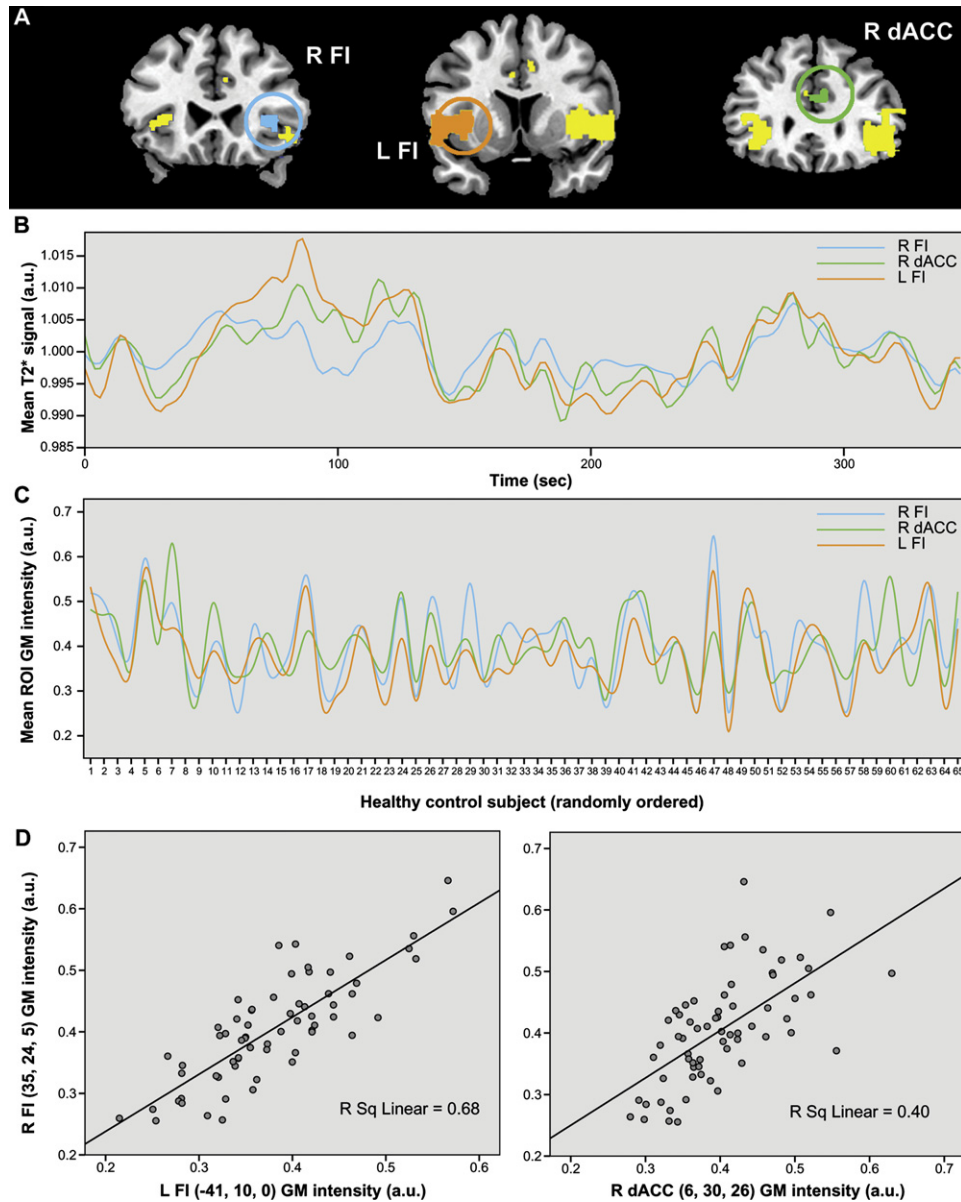 A
R FI
L FI
R dACC
B
Mean T2* signal (a.u.)
1.015
1.010
1.005
1.000
0.995
0.990
0.985
R FI
R dACC
L FI
0 100 200 300
Time (sec)
C
Mean ROI GM intensity (a.u.)
0.7
0.6
0.5
0.4
0.3
0.2
R FI
R dACC
L FI
1 2 3 4 5 6 7 8 9 10 11 12 13 14 15 16 17 18 19 20 21 22 23 24 25 26 27 28 29 30 31 32 33 34 35 36 37 38 39 40 41 42 43 44 45 46 47 48 49 50 51 52 53 54 55 56 57 58 59 60 61 62 63 64 65
Healthy control subject (randomly ordered)
D
R FI (35, 24, 5) GM intensity (a.u.)
0.7
0.6
0.5
0.4
0.3
0.2
R Sq Linear = 0.68
0.2 0.3 0.4 0.5 0.6
L FI (-41, 10, 0) GM intensity (a.u.)
0.7
0.6
0.5
0.4
0.3
0.2
R Sq Linear = 0.40
0.2 0.3 0.4 0.5 0.6 0.7
R dACC (6, 30, 26) GM intensity (a.u.)